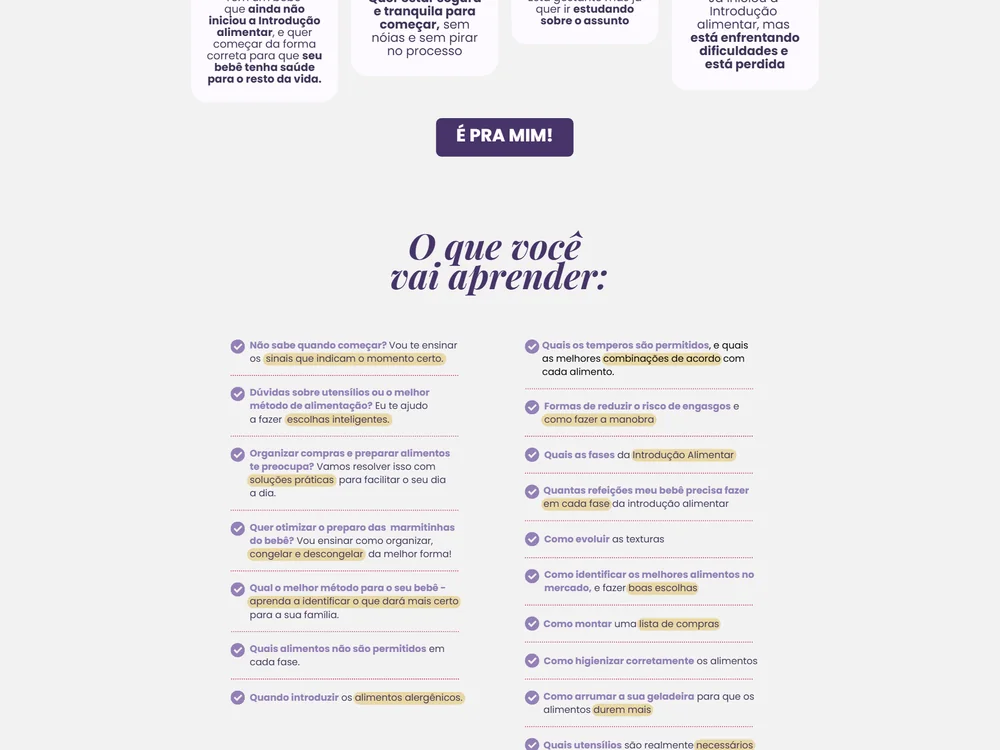 que ainda não
iniciou a Introdução
alimentar, e quer
começar da forma
correta para que seu
bebê tenha saúde
para o resto da vida.
Quer estar segura
e tranquila para
começar, sem
nóias e sem pirar
no processo
quer ir estudando
sobre o assunto
Já iniciou a
Introdução
alimentar, mas
está enfrentando
dificuldades e
está perdida
É PRA MIM!
O que você
vai aprender:
Não sabe quando começar? Vou te ensinar
os sinais que indicam o momento certo.
Dúvidas sobre utensílios ou o melhor
método de alimentação? Eu te ajudo
a fazer escolhas inteligentes.
Organizar compras e preparar alimentos
te preocupa? Vamos resolver isso com
soluções práticas para facilitar o seu dia
a dia.
Quer otimizar o preparo das marmitinhas
do bebê? Vou ensinar como organizar,
congelar e descongelar da melhor forma!
Qual o melhor método para o seu bebê -
aprenda a identificar o que dará mais certo
para a sua família.
Quais alimentos não são permitidos em
cada fase.
Quando introduzir os alimentos alergênicos.
Quais os temperos são permitidos, e quais
as melhores combinações de acordo com
cada alimento.
Formas de reduzir o risco de engasgos e
como fazer a manobra
Quais as fases da Introdução Alimentar
Quantas refeições meu bebê precisa fazer
em cada fase da introdução alimentar
Como evoluir as texturas
Como identificar os melhores alimentos no
mercado, e fazer boas escolhas
Como montar uma lista de compras
Como higienizar corretamente os alimentos
Como arrumar a sua geladeira para que os
alimentos durem mais
Quais utensílios são realmente necessários